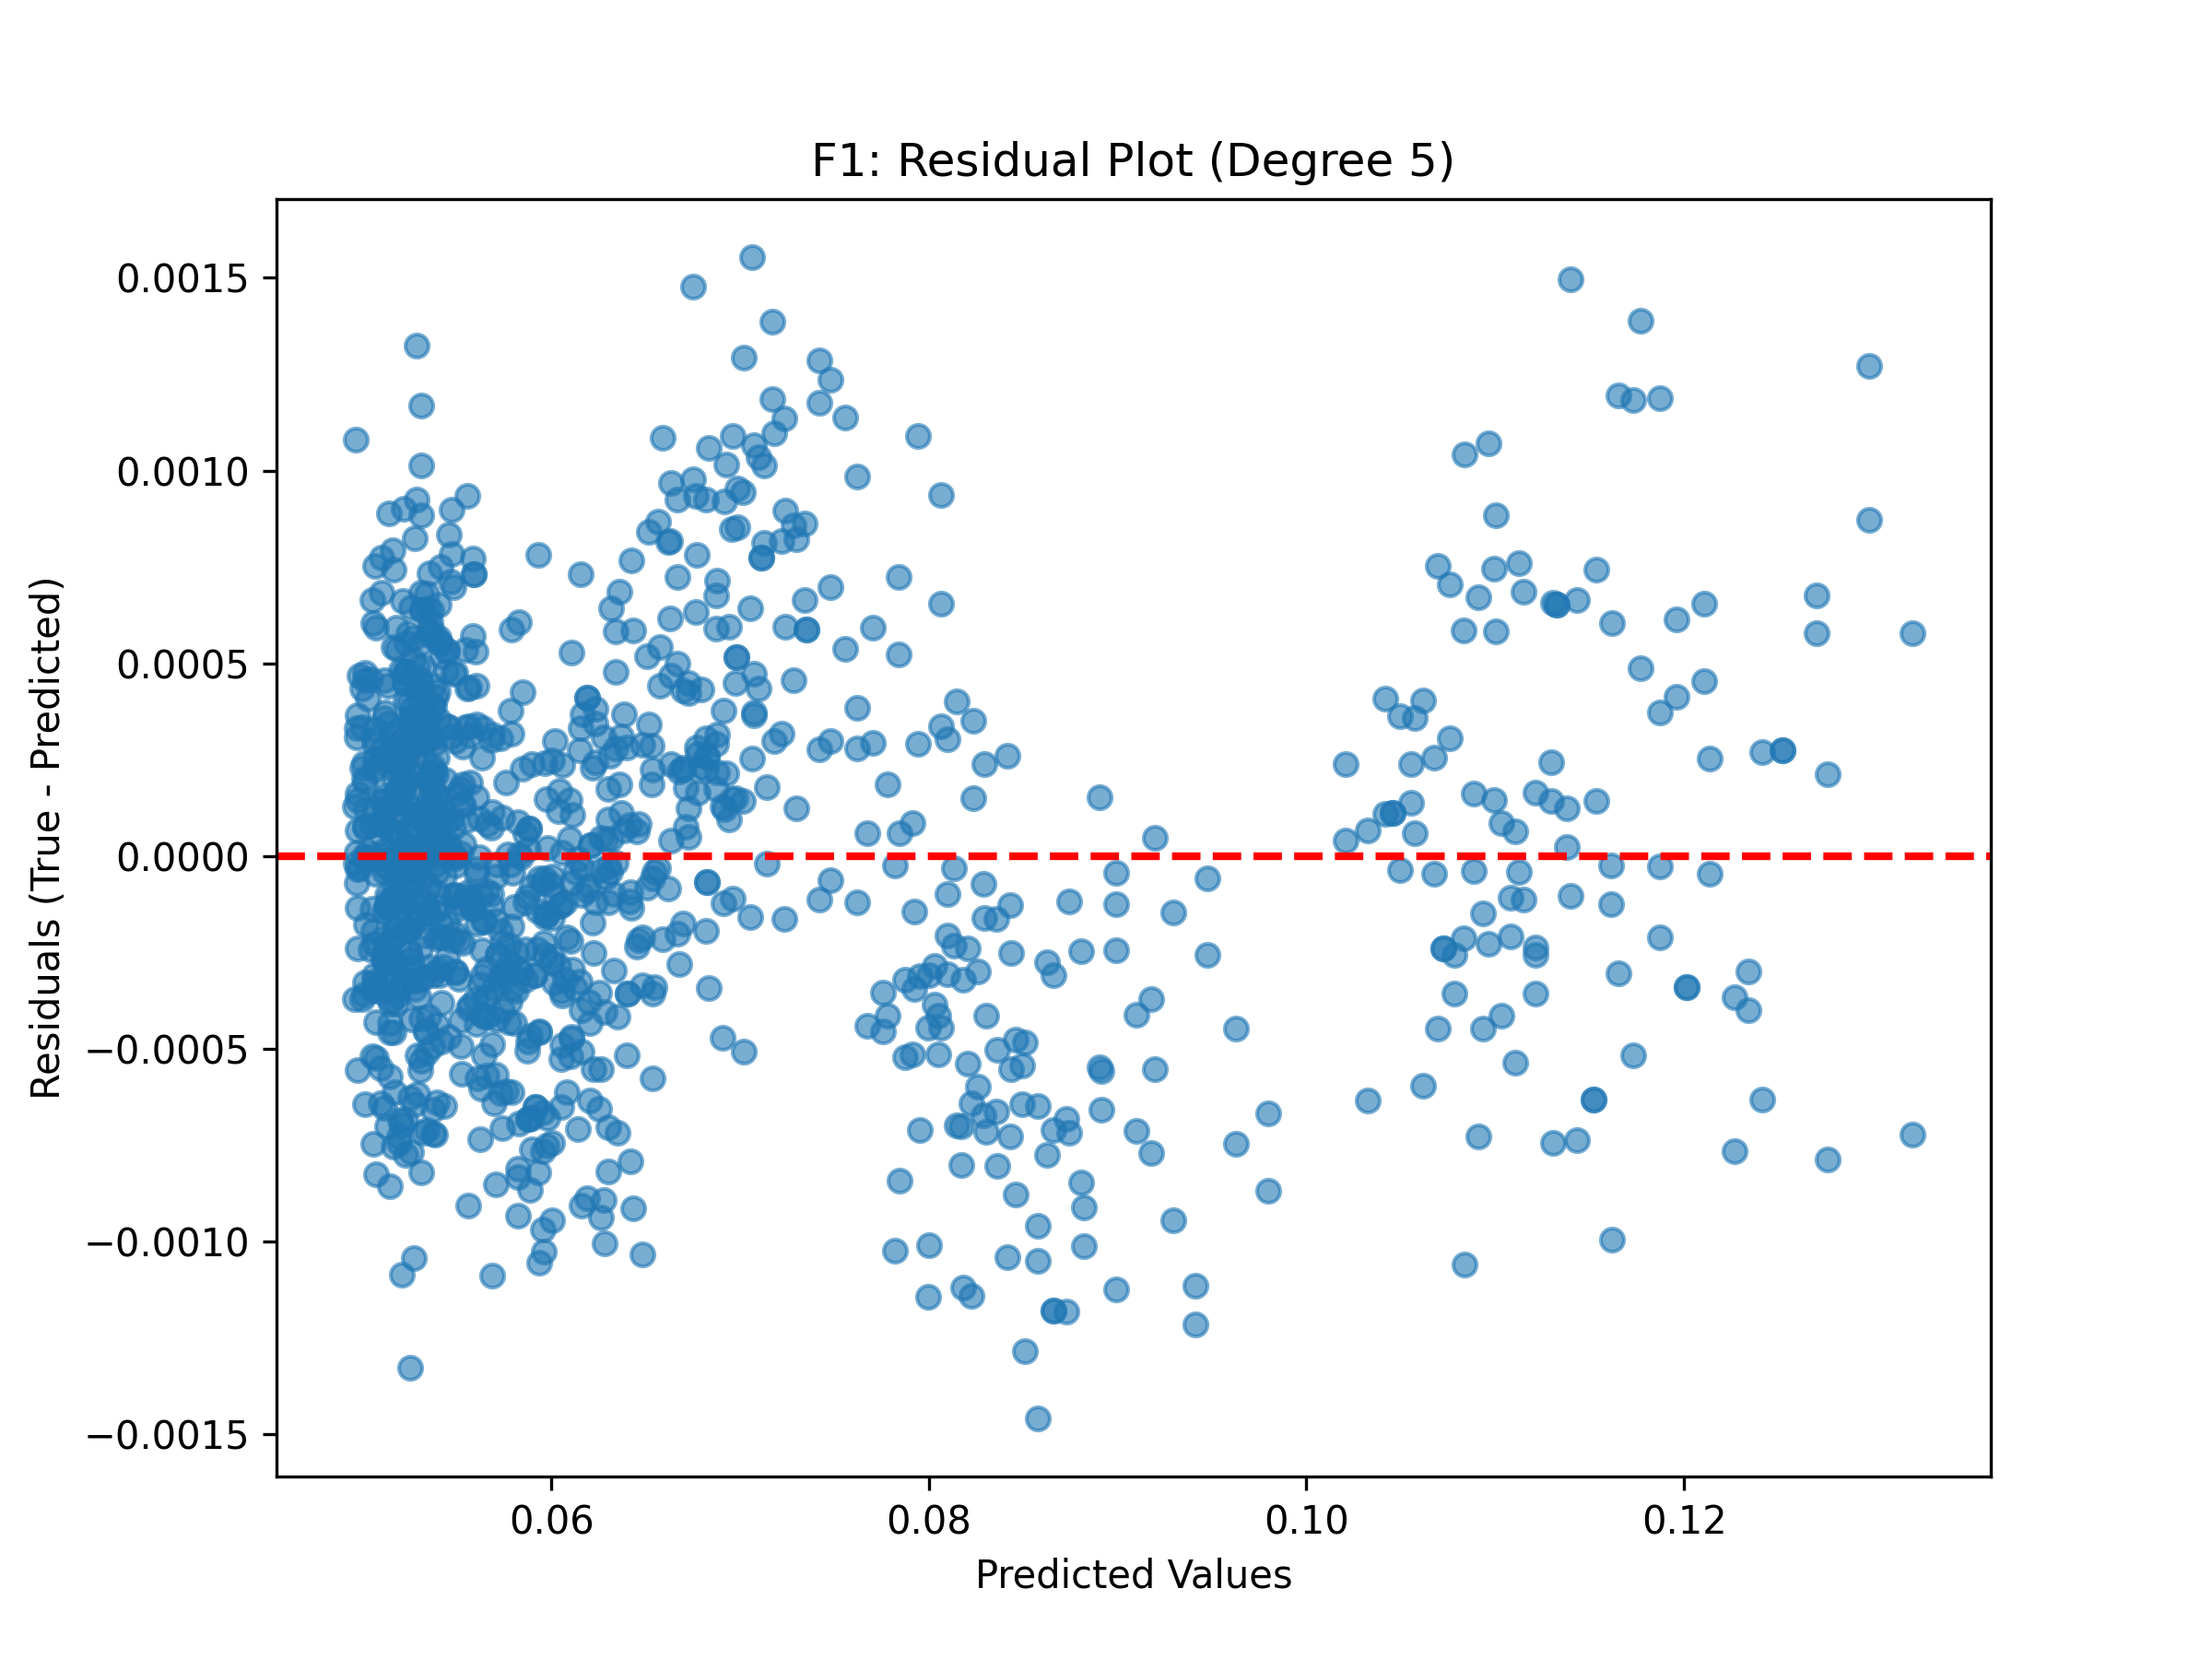 F1: Residual Plot (Degree 5)
Residuals (True - Predicted)
0.0015
0.0010
0.0005
0.0000
−0.0005
−0.0010
−0.0015
0.06 0.08 0.10 0.12
Predicted Values